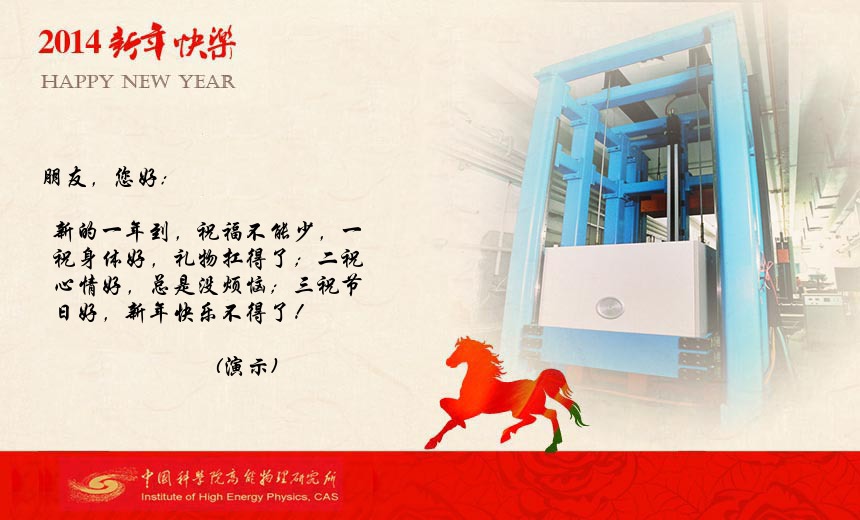 2014 新年快樂
HAPPY NEW YEAR
朋友，您好：
新的一年到，祝福不能少，一
祝身体好，礼物扛得了；二祝
心情好，总是没烦恼；三祝节
日好，新年快乐不得了！
(演示)
中国科学院高能物理研究所
Institute of High Energy Physics, CAS